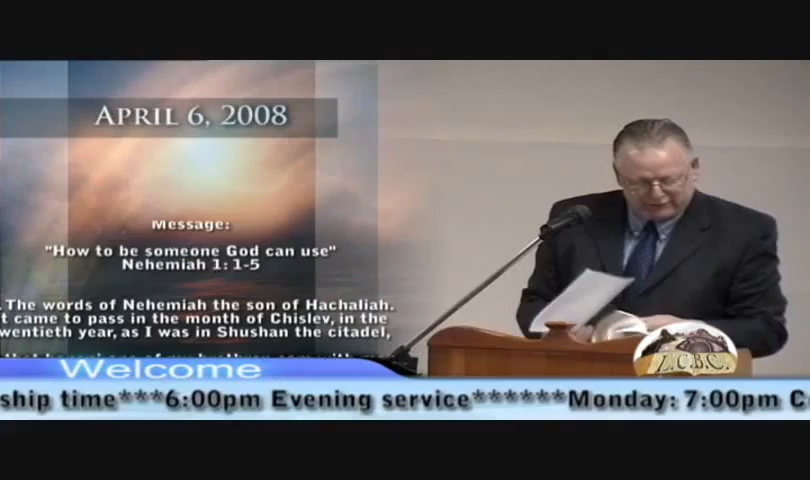 APRIL 6, 2008
Message:
"How to be someone God can use"
Nehemiah 1: 1-5
. The words of Nehemiah the son of Hachaliah.
t came to pass in the month of Chislev, in the
wentieth year, as I was in Shushan the citadel,
Welcome
L.C.B.C.
ship time***6:00pm Evening service******Monday: 7:00pm C